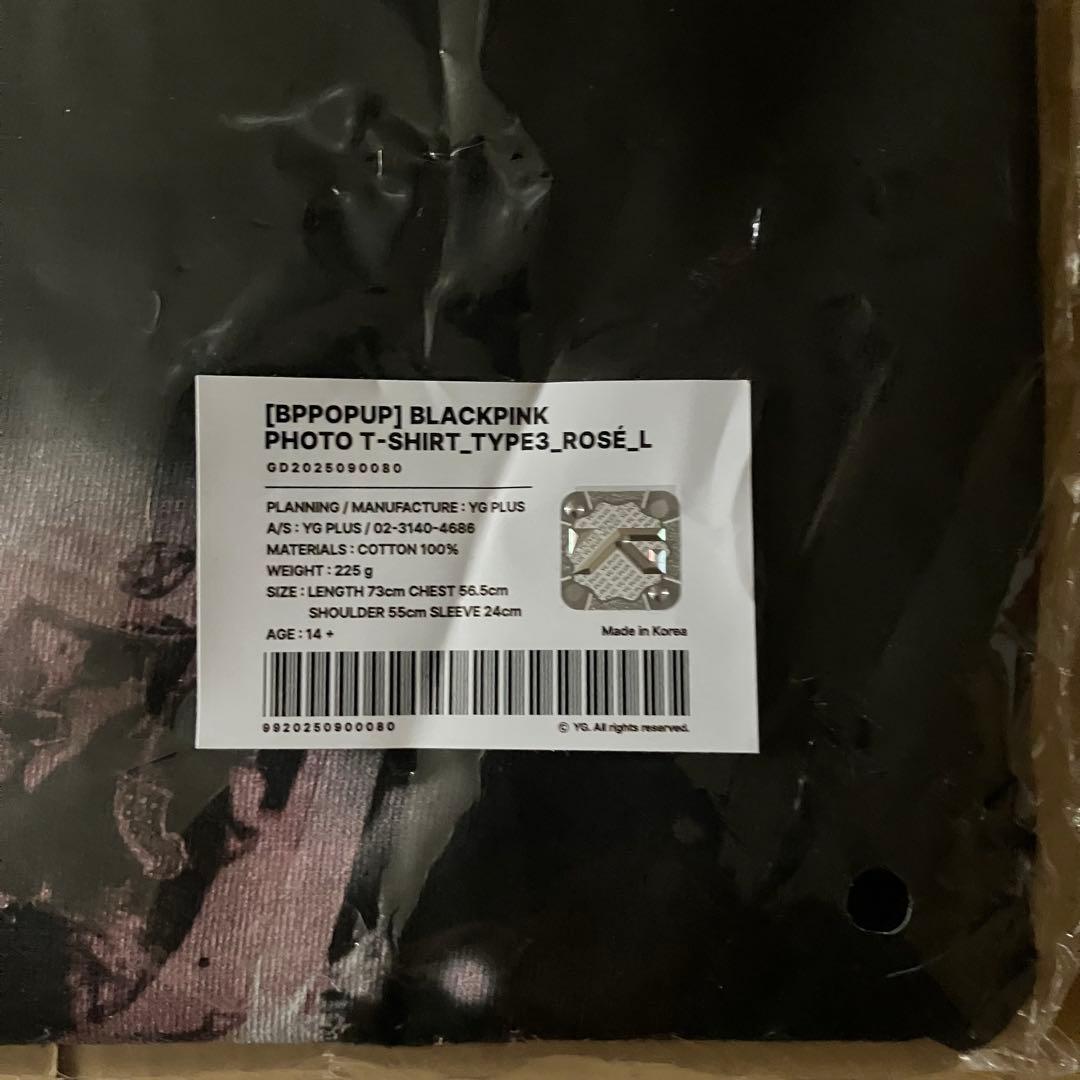 [BPPOPUP] BLACKPINK
PHOTO T-SHIRT_TYPE3_ROSÉ_L
GD2025090080
PLANNING / MANUFACTURE : YG PLUS
A/S : YG PLUS / 02-3140-4686
MATERIALS : COTTON 100%
WEIGHT : 225 g
SIZE : LENGTH 73cm CHEST 56.5cm
SHOULDER 55cm SLEEVE 24cm
AGE : 14 +
Made in Korea
9920250900080
© YG. All rights reserved.